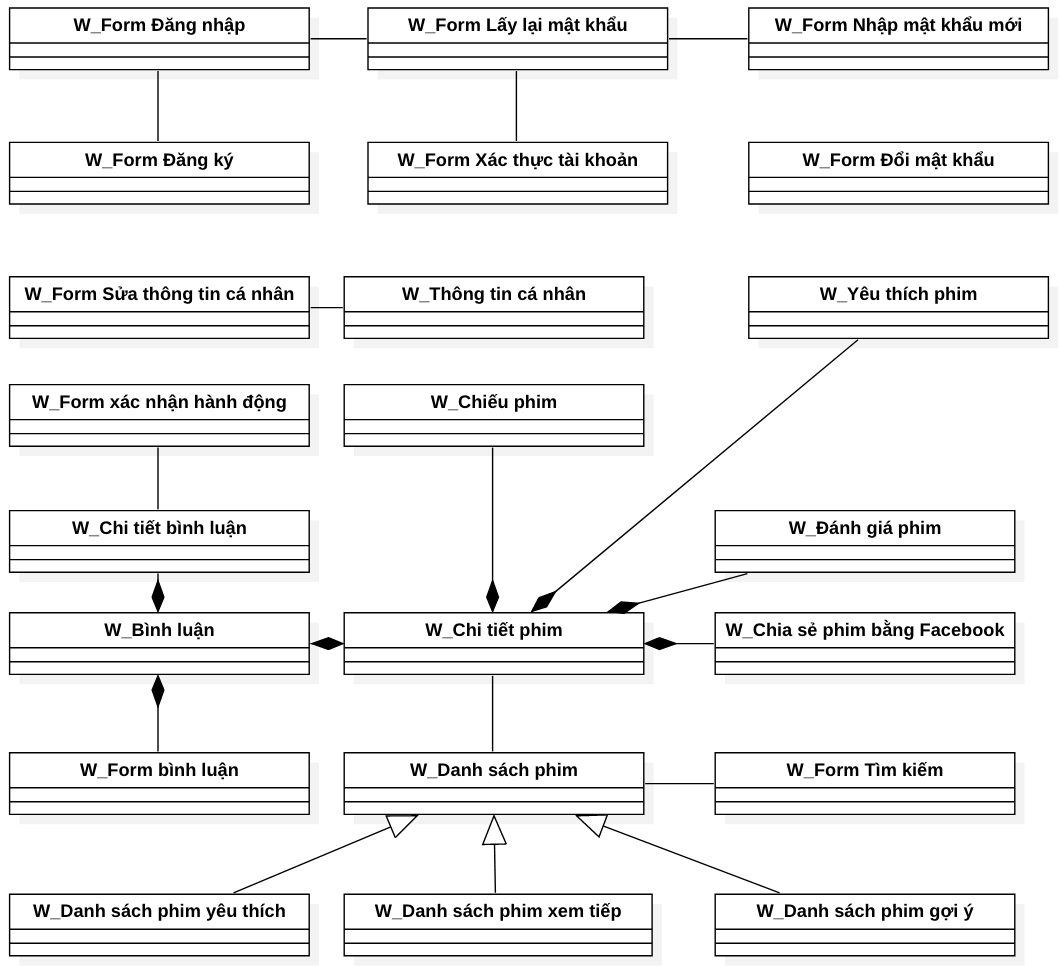 W_Form Đăng nhập
W_Form Lấy lại mật khẩu
W_Form Nhập mật khẩu mới
W_Form Đăng ký
W_Form Xác thực tài khoản
W_Form Đổi mật khẩu
W_Form Sửa thông tin cá nhân
W_Thông tin cá nhân
W_Yêu thích phim
W_Form xác nhận hành động
W_Chiếu phim
W_Chi tiết bình luận
W_Đánh giá phim
W_Bình luận
W_Chi tiết phim
W_Chia sẻ phim bằng Facebook
W_Form bình luận
W_Danh sách phim
W_Form Tìm kiếm
W_Danh sách phim yêu thích
W_Danh sách phim xem tiếp
W_Danh sách phim gợi ý